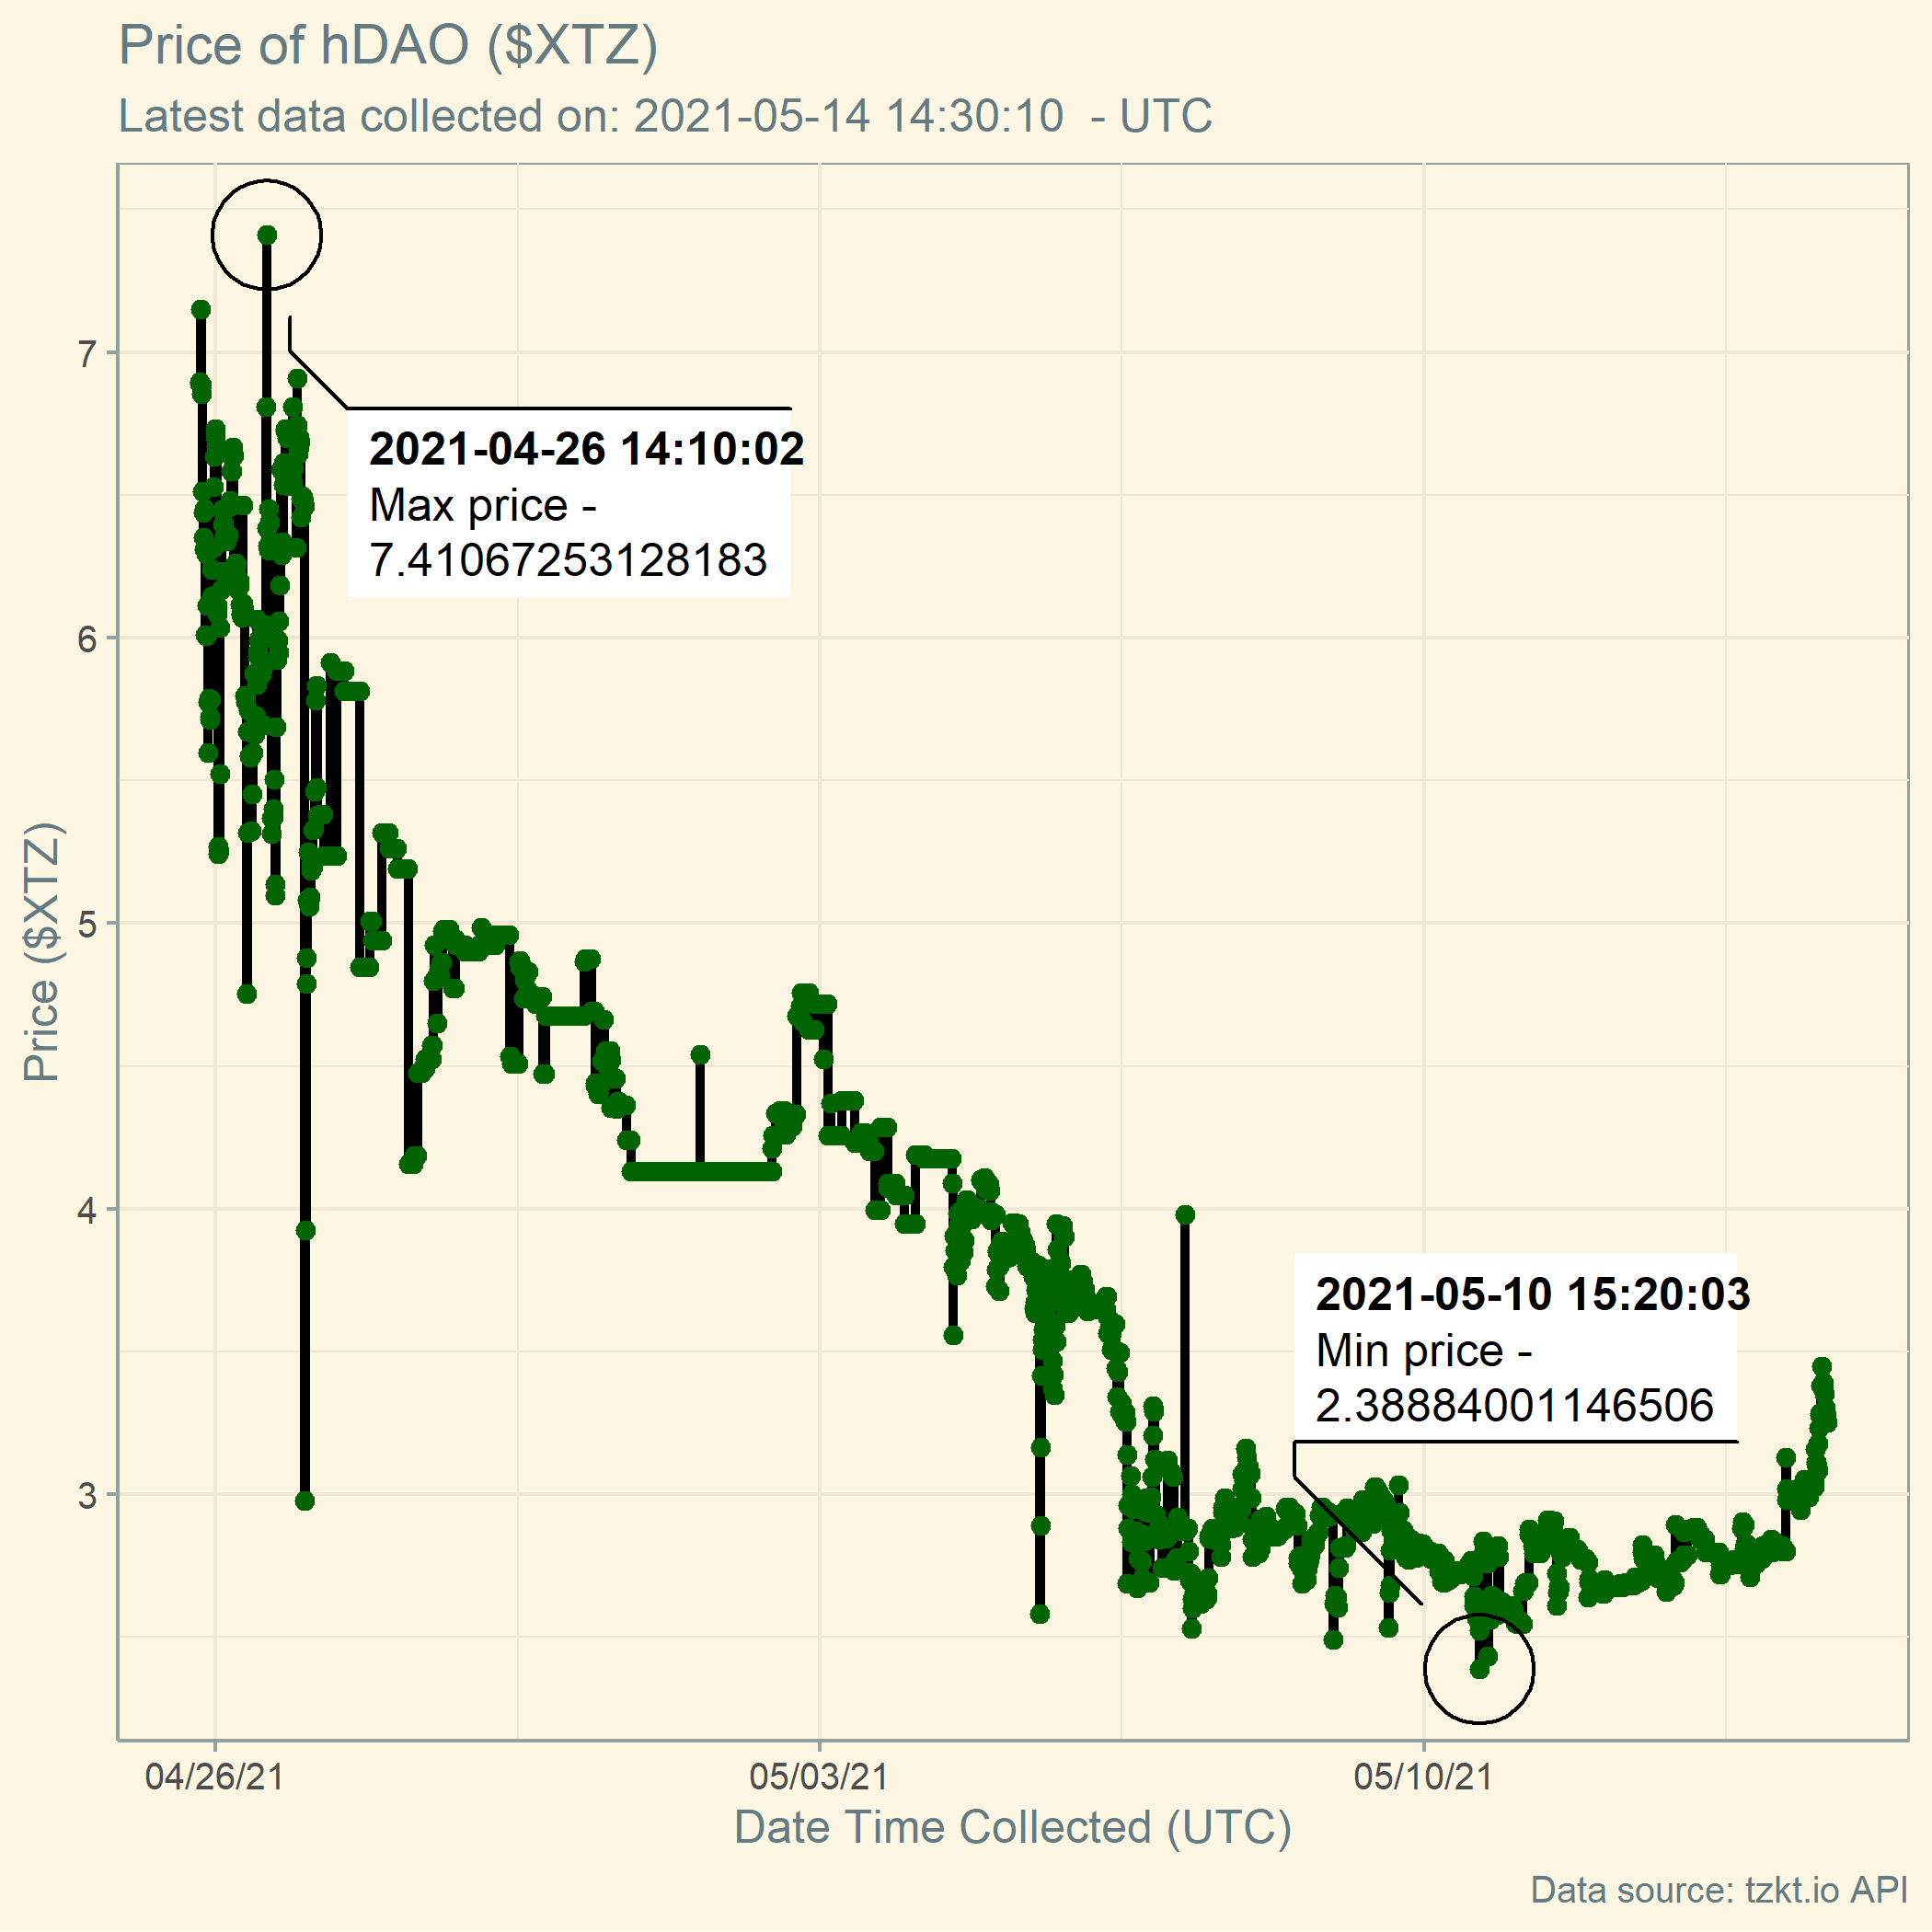 Price of hDAO ($XTZ)
Latest data collected on: 2021-05-14 14:30:10  - UTC
7
2021-04-26 14:10:02
Max price -
7.41067253128183
6
5
Price ($XTZ)
4
2021-05-10 15:20:03
Min price -
2.38884001146506
3
04/26/21
05/03/21
05/10/21
Date Time Collected (UTC)
Data source: tzkt.io API